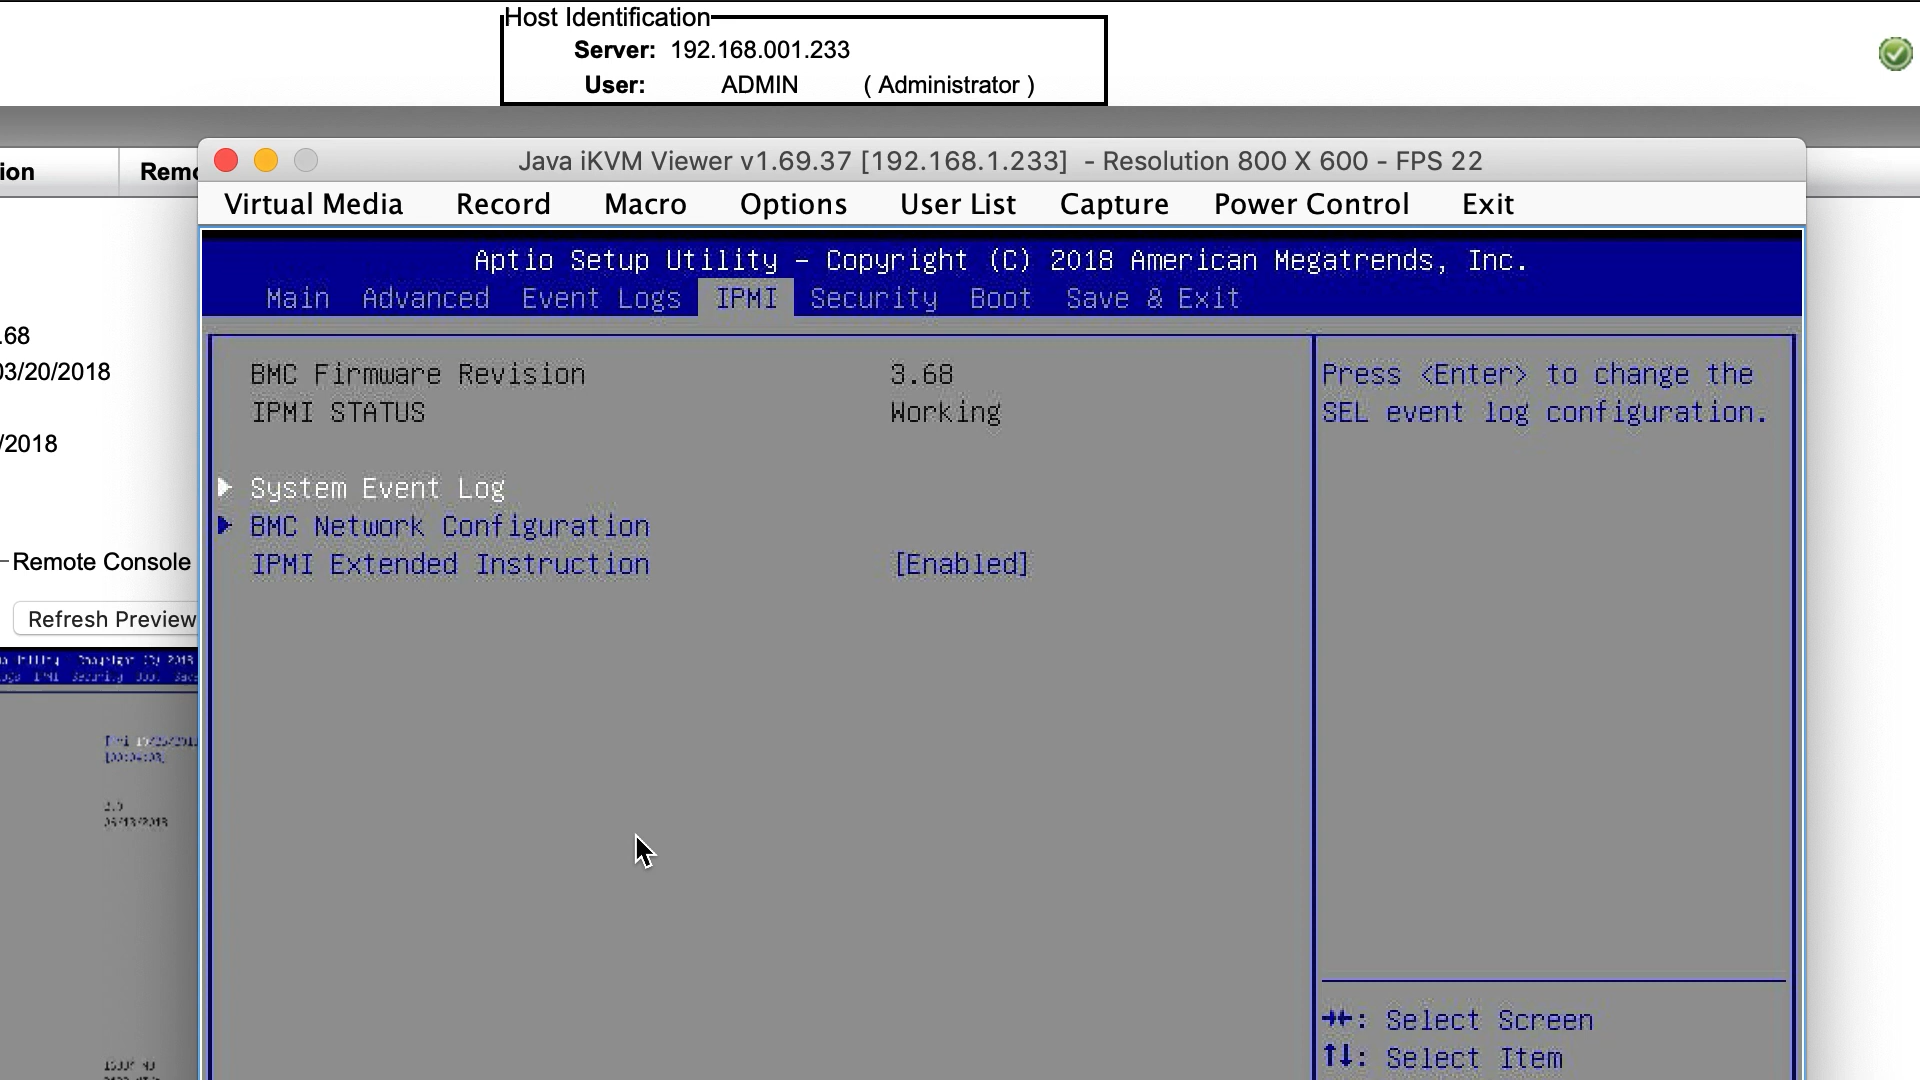 Host Identification
Server: 192.168.001.233
User: ADMIN ( Administrator )
ion
Java iKVM Viewer v1.69.37 [192.168.1.233] - Resolution 800 X 600 - FPS 22
Virtual Media Record Macro Options User List Capture Power Control Exit
Aptio Setup Utility – Copyright (C) 2018 American Megatrends, Inc.
Main Advanced Event Logs IPMI Security Boot Save & Exit
.68
03/20/2018
/2018
BMC Firmware Revision 3.68
IPMI STATUS Working
System Event Log
BMC Network Configuration
IPMI Extended Instruction [Enabled]
Press <Enter> to change the
SEL event log configuration.
Remote Console
Refresh Preview
→←: Select Screen
↑↓: Select Item